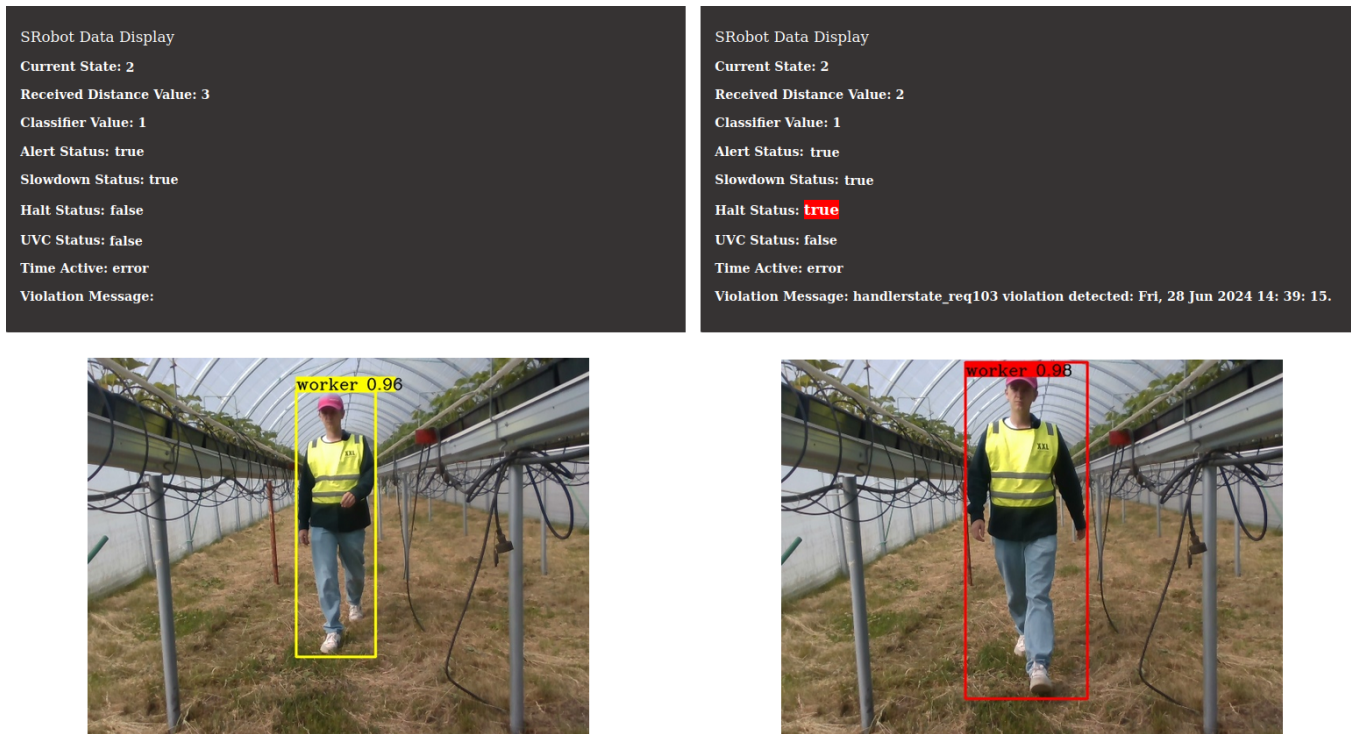 SRobot Data Display
Current State: 2
Received Distance Value: 3
Classifier Value: 1
Alert Status: true
Slowdown Status: true
Halt Status: false
UVC Status: false
Time Active: error
Violation Message:
SRobot Data Display
Current State: 2
Received Distance Value: 2
Classifier Value: 1
Alert Status: true
Slowdown Status: true
Halt Status: true
UVC Status: false
Time Active: error
Violation Message: handlerstate_req103 violation detected: Fri, 28 Jun 2024 14: 39: 15.
worker 0.96
XXL
worker 0.98
XXL